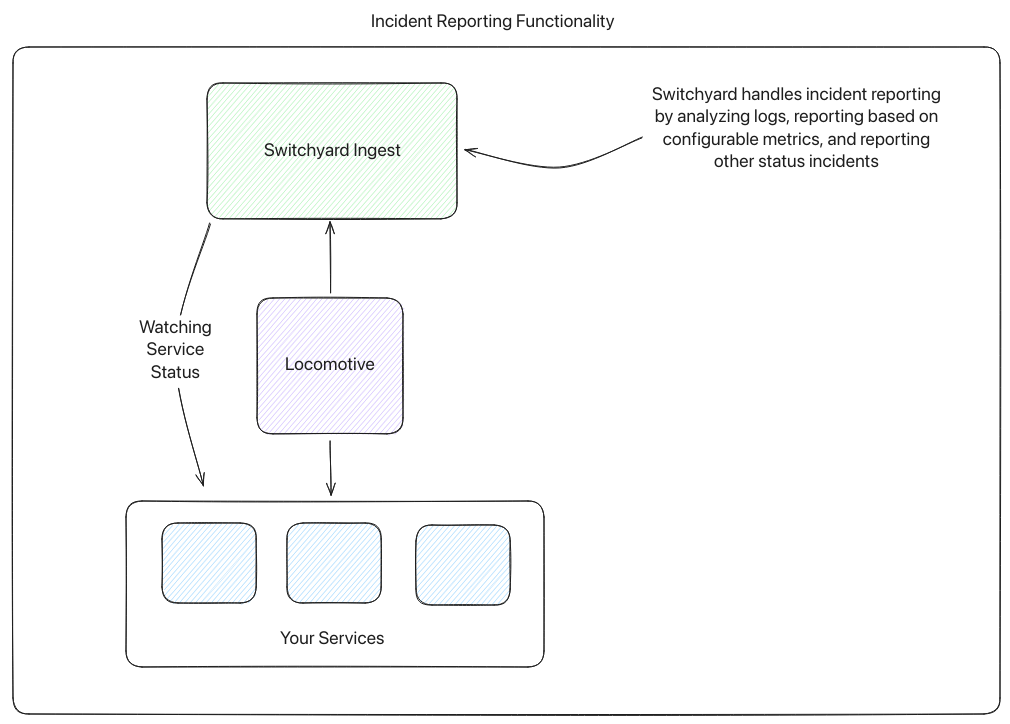 Incident Reporting Functionality
Switchyard handles incident reporting
by analyzing logs, reporting based on
configurable metrics, and reporting
other status incidents
Switchyard Ingest
Watching
Service
Status
Locomotive
Your Services